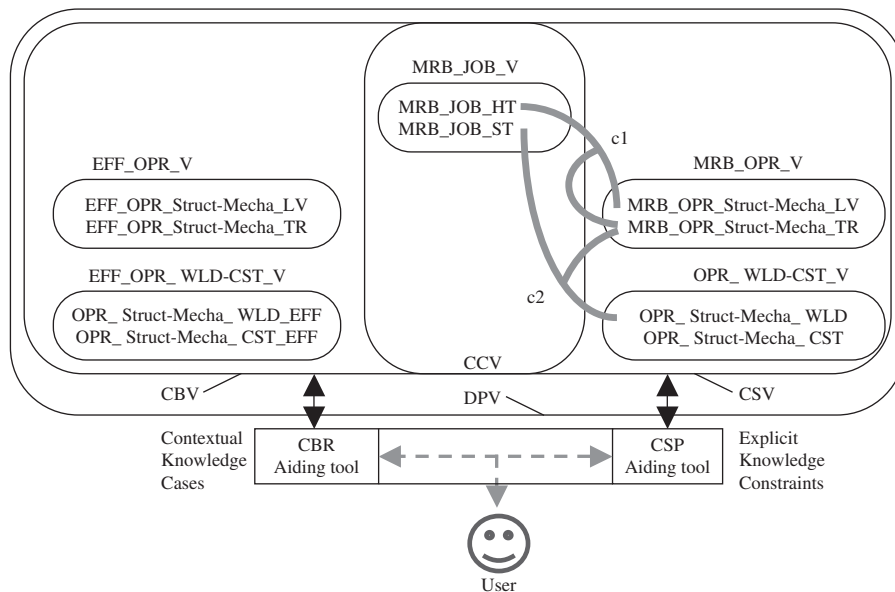 MRB_JOB_V
MRB_JOB_HT
MRB_JOB_ST
c1
EFF_OPR_V
EFF_OPR_Struct-Mecha_LV
EFF_OPR_Struct-Mecha_TR
MRB_OPR_V
MRB_OPR_Struct-Mecha_LV
MRB_OPR_Struct-Mecha_TR
EFF_OPR_ WLD-CST_V
OPR_ Struct-Mecha_ WLD_EFF
OPR_ Struct-Mecha_ CST_EFF
c2
OPR_ WLD-CST_V
OPR_ Struct-Mecha_ WLD
OPR_ Struct-Mecha_ CST
CCV
CBV
DPV
CSV
Contextual
Knowledge
Cases
CBR
Aiding tool
CSP
Aiding tool
Explicit
Knowledge
Constraints
User